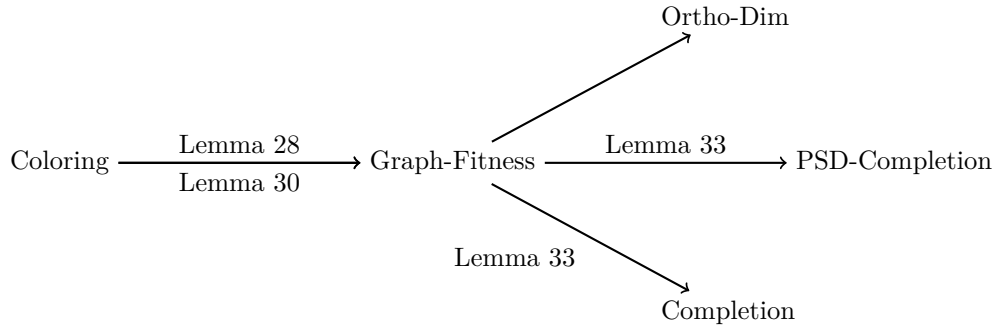 Ortho-Dim
Coloring
Lemma 28
Lemma 30
Graph-Fitness
Lemma 33
PSD-Completion
Lemma 33
Completion